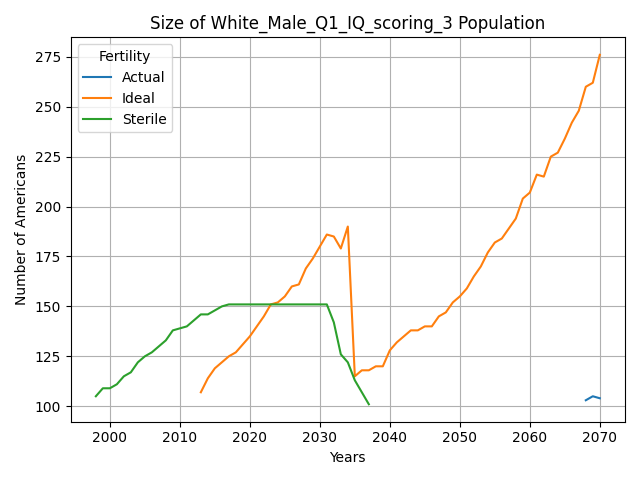 Size of White_Male_Q1_IQ_scoring_3 Population
Fertility
Actual
Ideal
Sterile
Number of Americans
275
250
225
200
175
150
125
100
2000
2010
2020
2030
2040
2050
2060
2070
Years